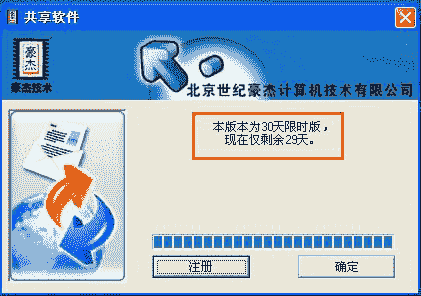 共享软件
豪杰
豪杰技术
北京世纪豪杰计算机技术有限公司
本版本为30天限时版，
现在仅剩余29天。
注册
确定